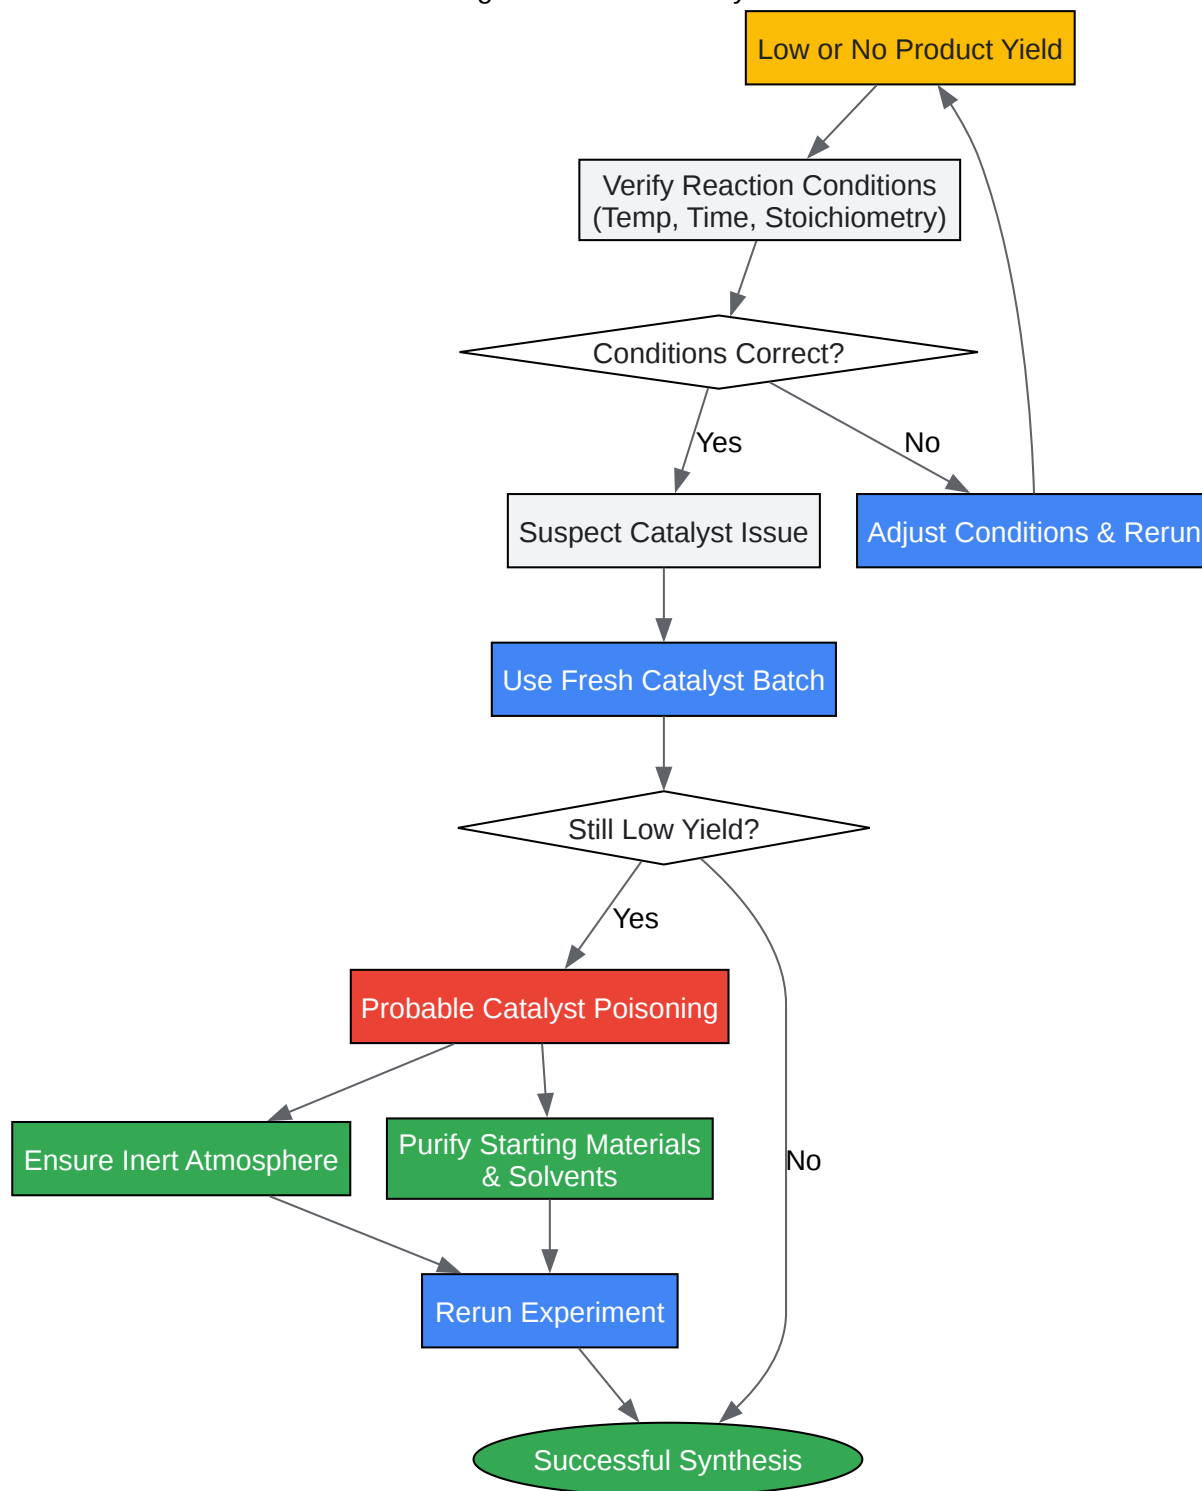 Low or No Product Yield
Verify Reaction Conditions
(Temp, Time, Stoichiometry)
Conditions Correct?
Yes
No
Suspect Catalyst Issue
Adjust Conditions & Rerun
Use Fresh Catalyst Batch
Still Low Yield?
Yes
Probable Catalyst Poisoning
Ensure Inert Atmosphere
Purify Starting Materials
& Solvents
No
Rerun Experiment
Successful Synthesis